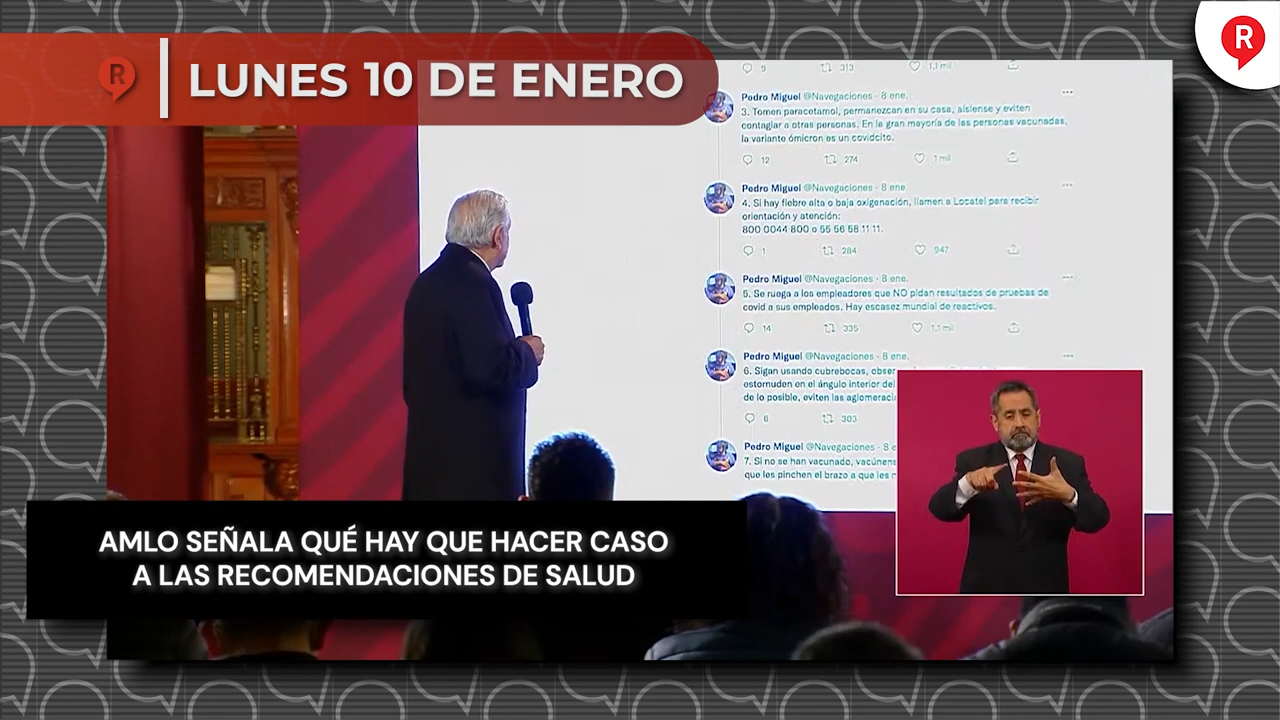 R
R
LUNES 10 DE ENERO
9 313 1,1 mil
Pedro Miguel @Navegaciones · 8 ene.
3. Tomen paracetamol, permanezcan en su casa, aíslense y eviten
contagiar a otras personas. En la gran mayoría de las personas vacunadas,
la variante ómicron es un covidcito.
12 274 1 mil
Pedro Miguel @Navegaciones · 8 ene.
4. Si hay fiebre alta o baja oxigenación, llamen a Locatel para recibir
orientación y atención:
800 0044 800 o 55 56 58 11 11.
1 284 947
Pedro Miguel @Navegaciones · 8 ene.
5. Se ruega a los empleadores que NO pidan resultados de pruebas de
covid a sus empleados. Hay escasez mundial de reactivos.
14 335 1,1 mil
Pedro Miguel @Navegaciones · 8 ene.
6. Sigan usando cubrebocas, obser
estornuden en el ángulo interior del
de lo posible, eviten las aglomeraci
6 303
Pedro Miguel @Navegaciones · 8 e
7. Si no se han vacunado, vacúnens
que les pinchen el brazo a que les
AMLO SEÑALA QUÉ HAY QUE HACER CASO
A LAS RECOMENDACIONES DE SALUD